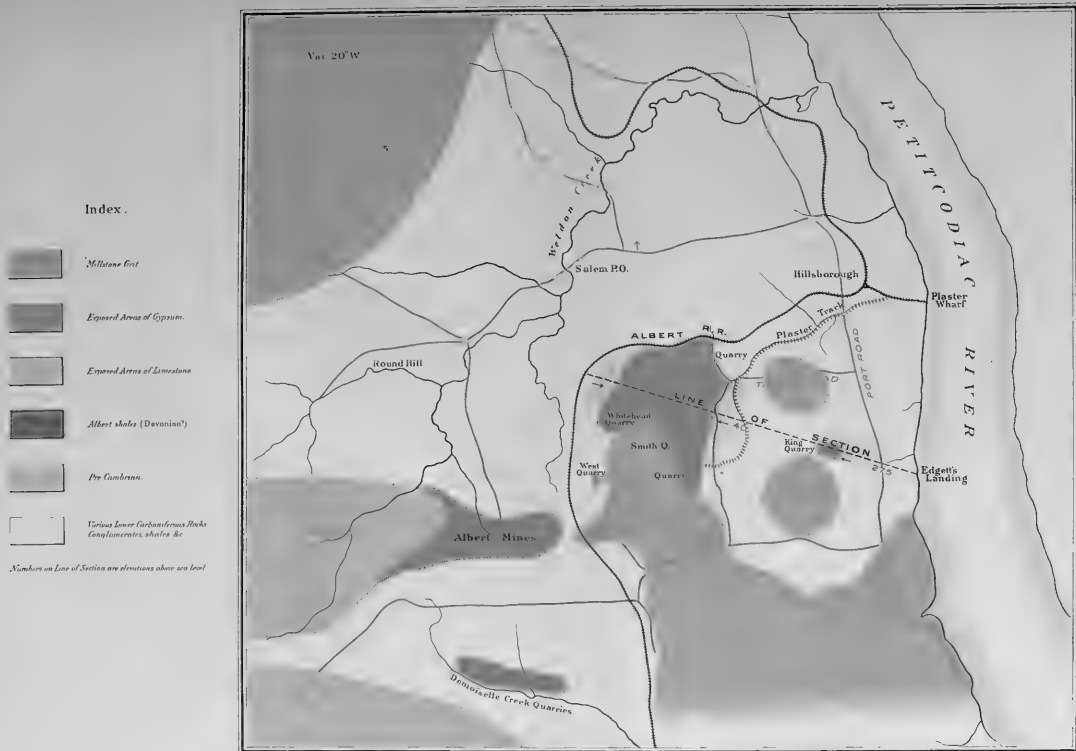 Var 20° W
Index.
Millstone Grit
Exposed Areas of Gypsum.
Exposed Areas of Limestone
Albert shales (Devonian?)
Pre Cambrian.
Various Lower Carboniferous Rocks
Conglomerates, shales &c
Numbers on Line of Section are elevations above sea level
PETITCODIAC RIVER
Weldon Creek
Salem P.O.
Hillsborough
Plaster
Wharf
Plaster Track
ALBERT R.R.
Quarry
Round Hill
PORT ROAD
LINE OF SECTION
40
275
Whitehead
Quarry
Smith Q.
King
Quarry
West
Quarry
Edgett's
Landing
Albert Mines
Demoiselle Creek Quarries